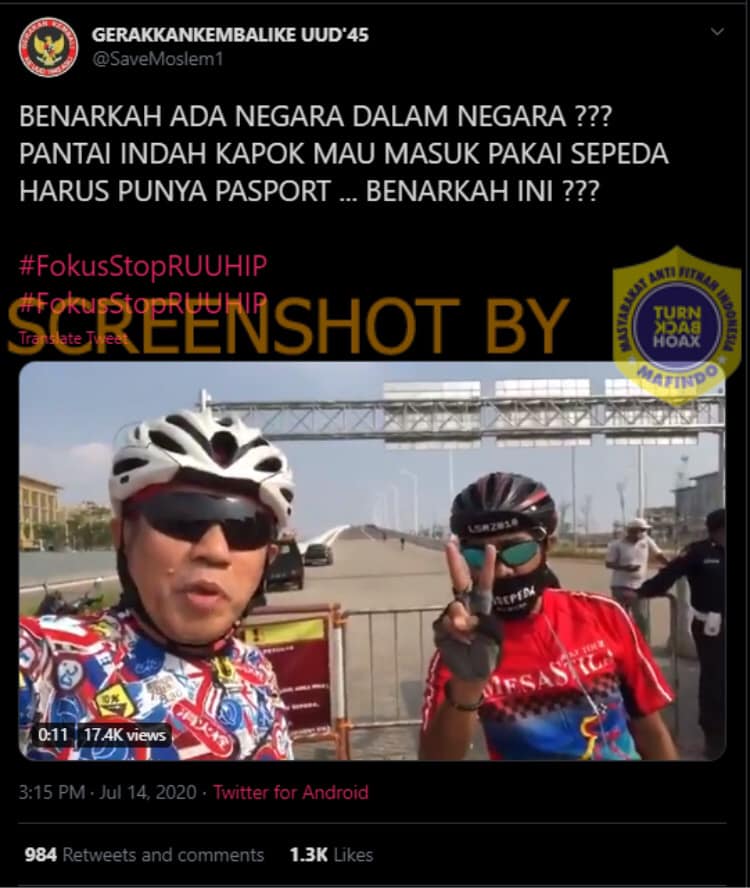 GERAKKANKEMBALIKE UUD'45
@SaveMoslem1
BENARKAH ADA NEGARA DALAM NEGARA ???
PANTAI INDAH KAPOK MAU MASUK PAKAI SEPEDA
HARUS PUNYA PASPORT ... BENARKAH INI ???
#FokusStopRUUHIP
#FokusStopRUUHIP
Translate Tweet
SCREENSHOT BY
MASYARAKAT ANTI FITNAH INDONESIA
TURN
BACK
HOAX
MAFINDO
LSR2018
SEPEDA
0:11 17.4K views
3:15 PM · Jul 14, 2020 · Twitter for Android
984 Retweets and comments 1.3K Likes